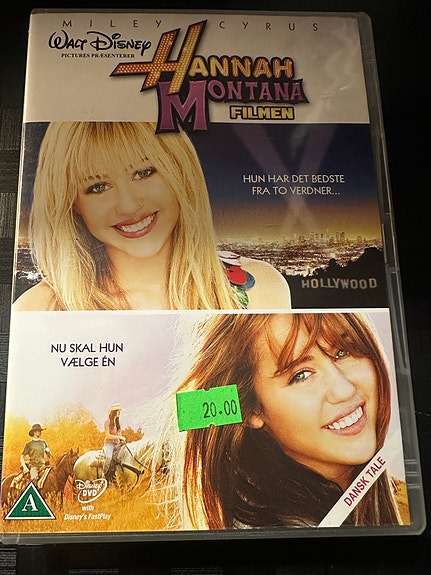 MILEY CYRUS
WALT DISNEY
PICTURES PRÆSENTERER
HANNAH
MONTANA
FILMEN
HUN HAR DET BEDSTE
FRA TO VERDNER...
HOLLYWOOD
NU SKAL HUN
VÆLGE ÉN
20.00
A
Disney
DVD
with
Disney's FastPlay
DANSK TALE